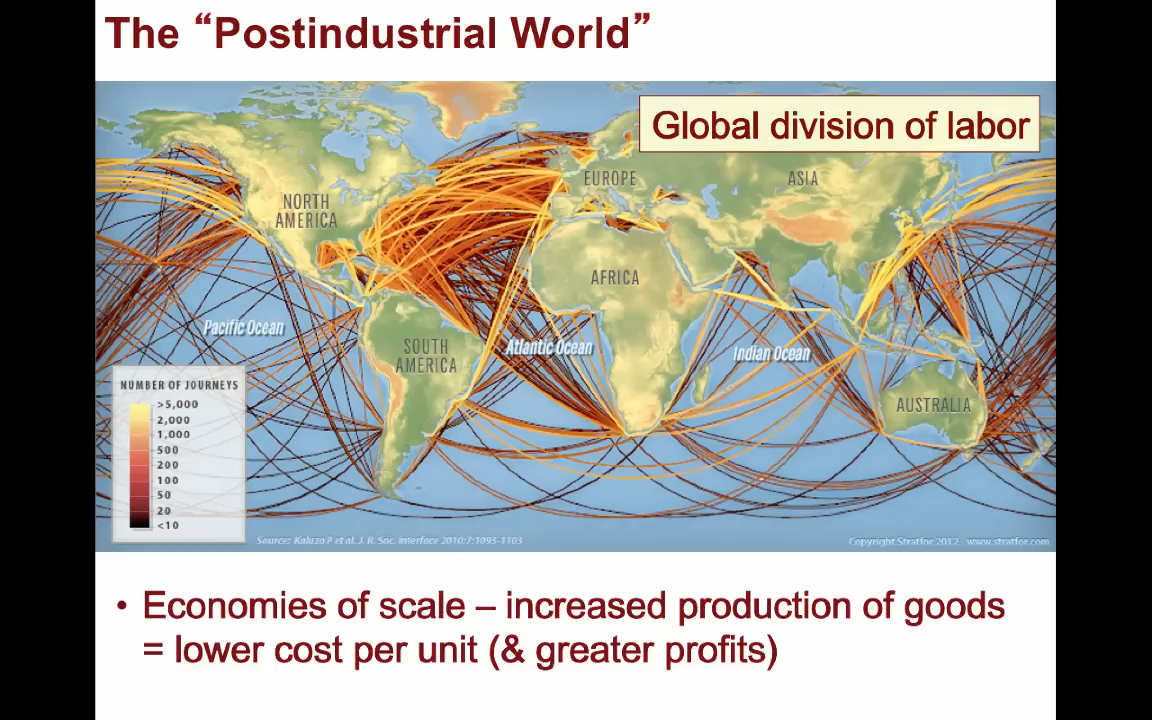 The “Postindustrial World”
Global division of labor
NORTH
AMERICA
EUROPE
ASIA
AFRICA
Pacific Ocean
SOUTH
AMERICA
Atlantic Ocean
Indian Ocean
AUSTRALIA
NUMBER OF JOURNEYS
>5,000
2,000
1,000
500
200
100
50
20
<10
Source: Kaluza P et al. J. R. Soc. Interface 2010;7:1093-1103
Copyright Stratfor 2012 www.stratfor.com
• Economies of scale – increased production of goods
= lower cost per unit (& greater profits)